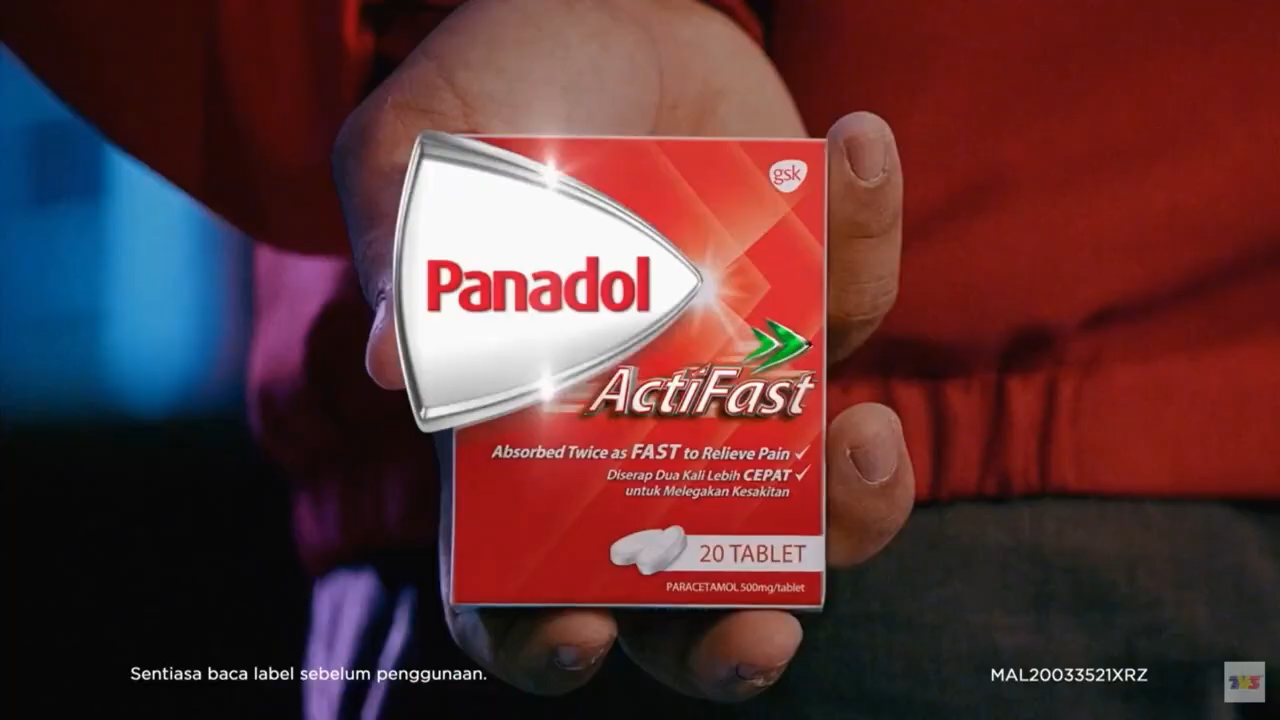 gsk
Panadol
ActiFast
Absorbed Twice as FAST to Relieve Pain ✓
Diserap Dua Kali Lebih CEPAT ✓
untuk Melegakan Kesakitan
20 TABLET
PARACETAMOL 500mg/tablet
Sentiasa baca label sebelum penggunaan.
MAL20033521XRZ